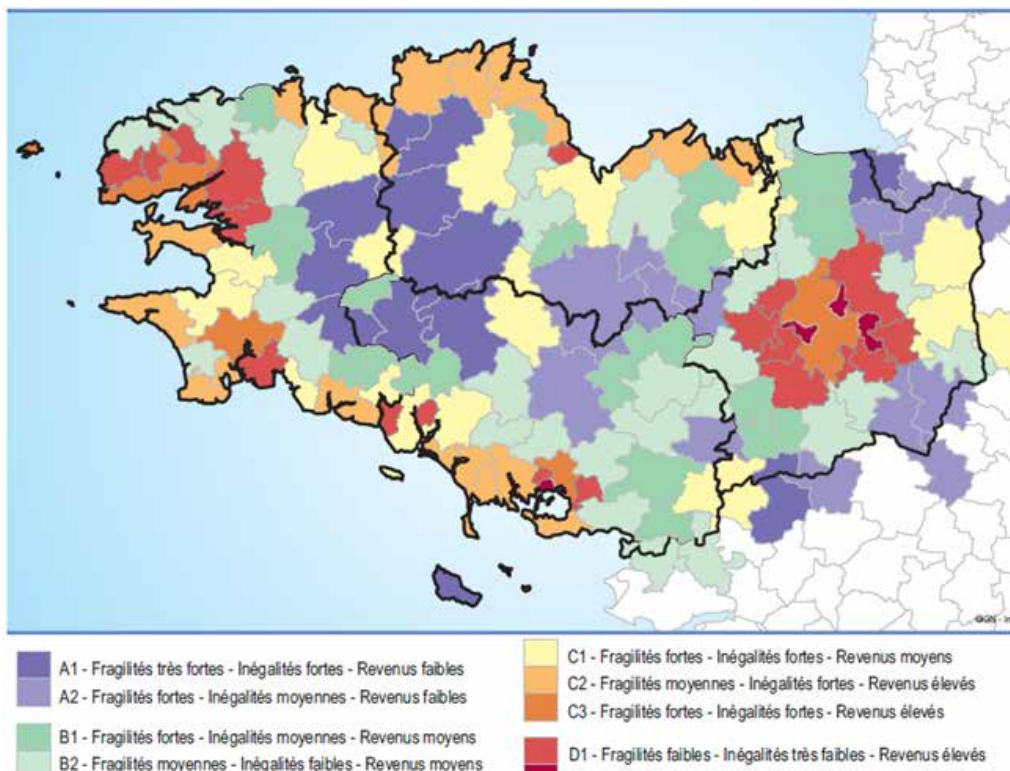 ©IGN - In
A1 - Fragilités très fortes - Inégalités fortes - Revenus faibles
A2 - Fragilités fortes - Inégalités moyennes - Revenus faibles
B1 - Fragilités fortes - Inégalités moyennes - Revenus moyens
B2 - Fragilités moyennes - Inégalités faibles - Revenus moyens
C1 - Fragilités fortes - Inégalités fortes - Revenus moyens
C2 - Fragilités moyennes - Inégalités fortes - Revenus élevés
C3 - Fragilités fortes - Inégalités fortes - Revenus élevés
D1 - Fragilités faibles - Inégalités très faibles - Revenus élevés